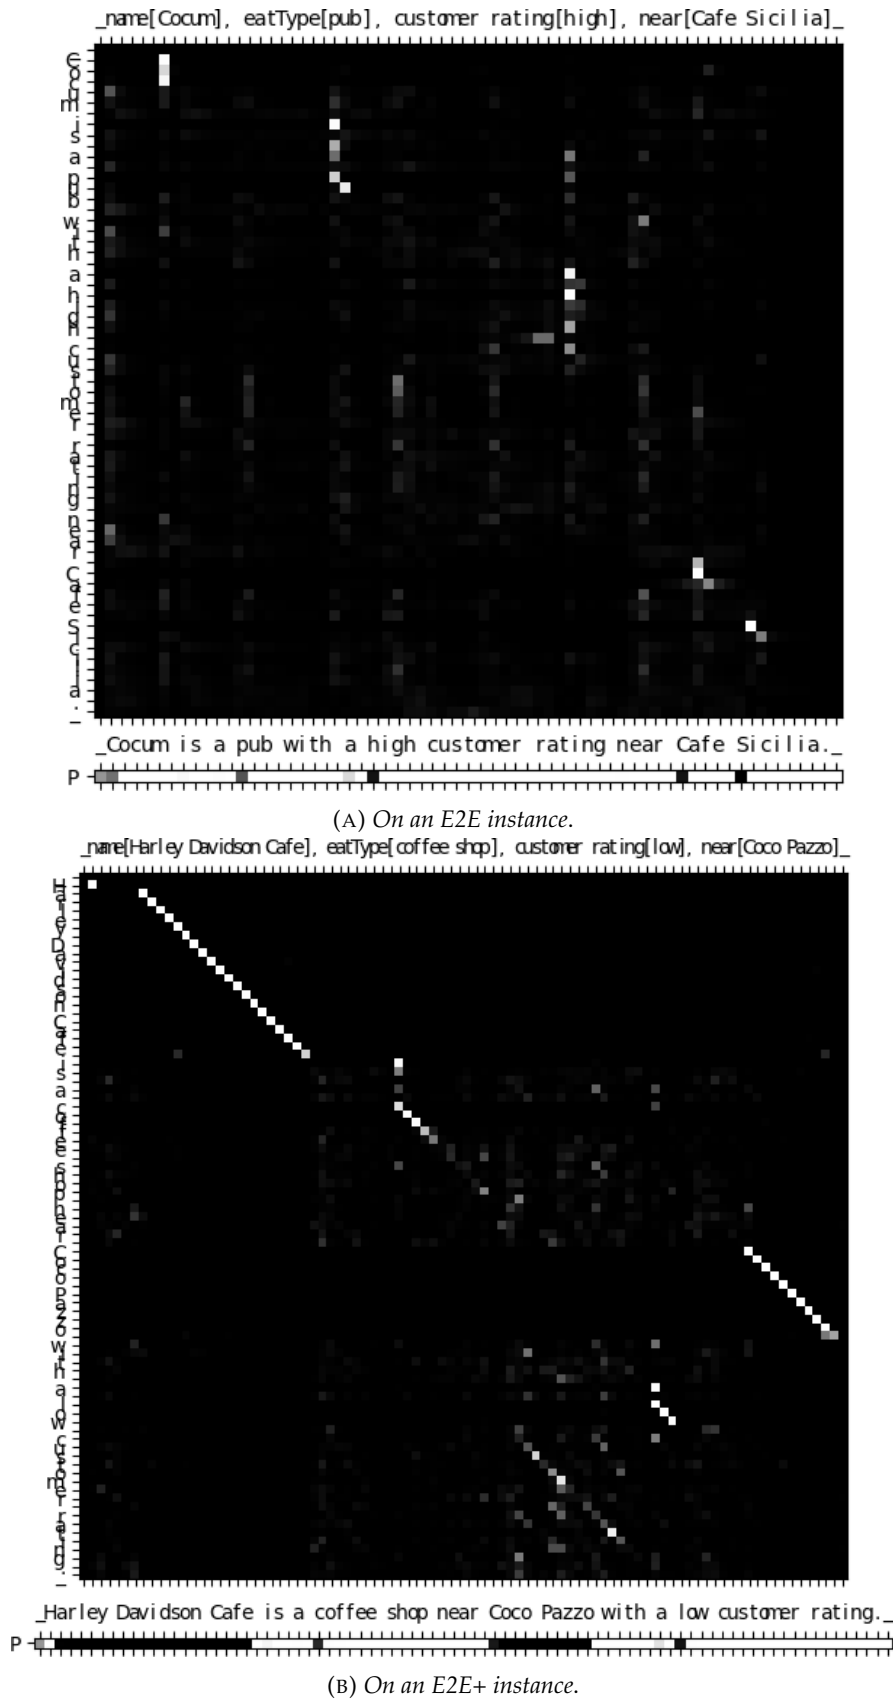 _name[Cocum], eatType[pub], customer rating[high], near[Cafe Sicilia]_
_Cocum is a pub with a high customer rating near Cafe Sicilia._
P
(A) On an E2E instance.
_name[Harley Davidson Cafe], eatType[coffee shop], customer rating[low], near[Coco Pazzo]_
_Harley Davidson Cafe is a coffee shop near Coco Pazzo with a low customer rating._
P
(B) On an E2E+ instance.